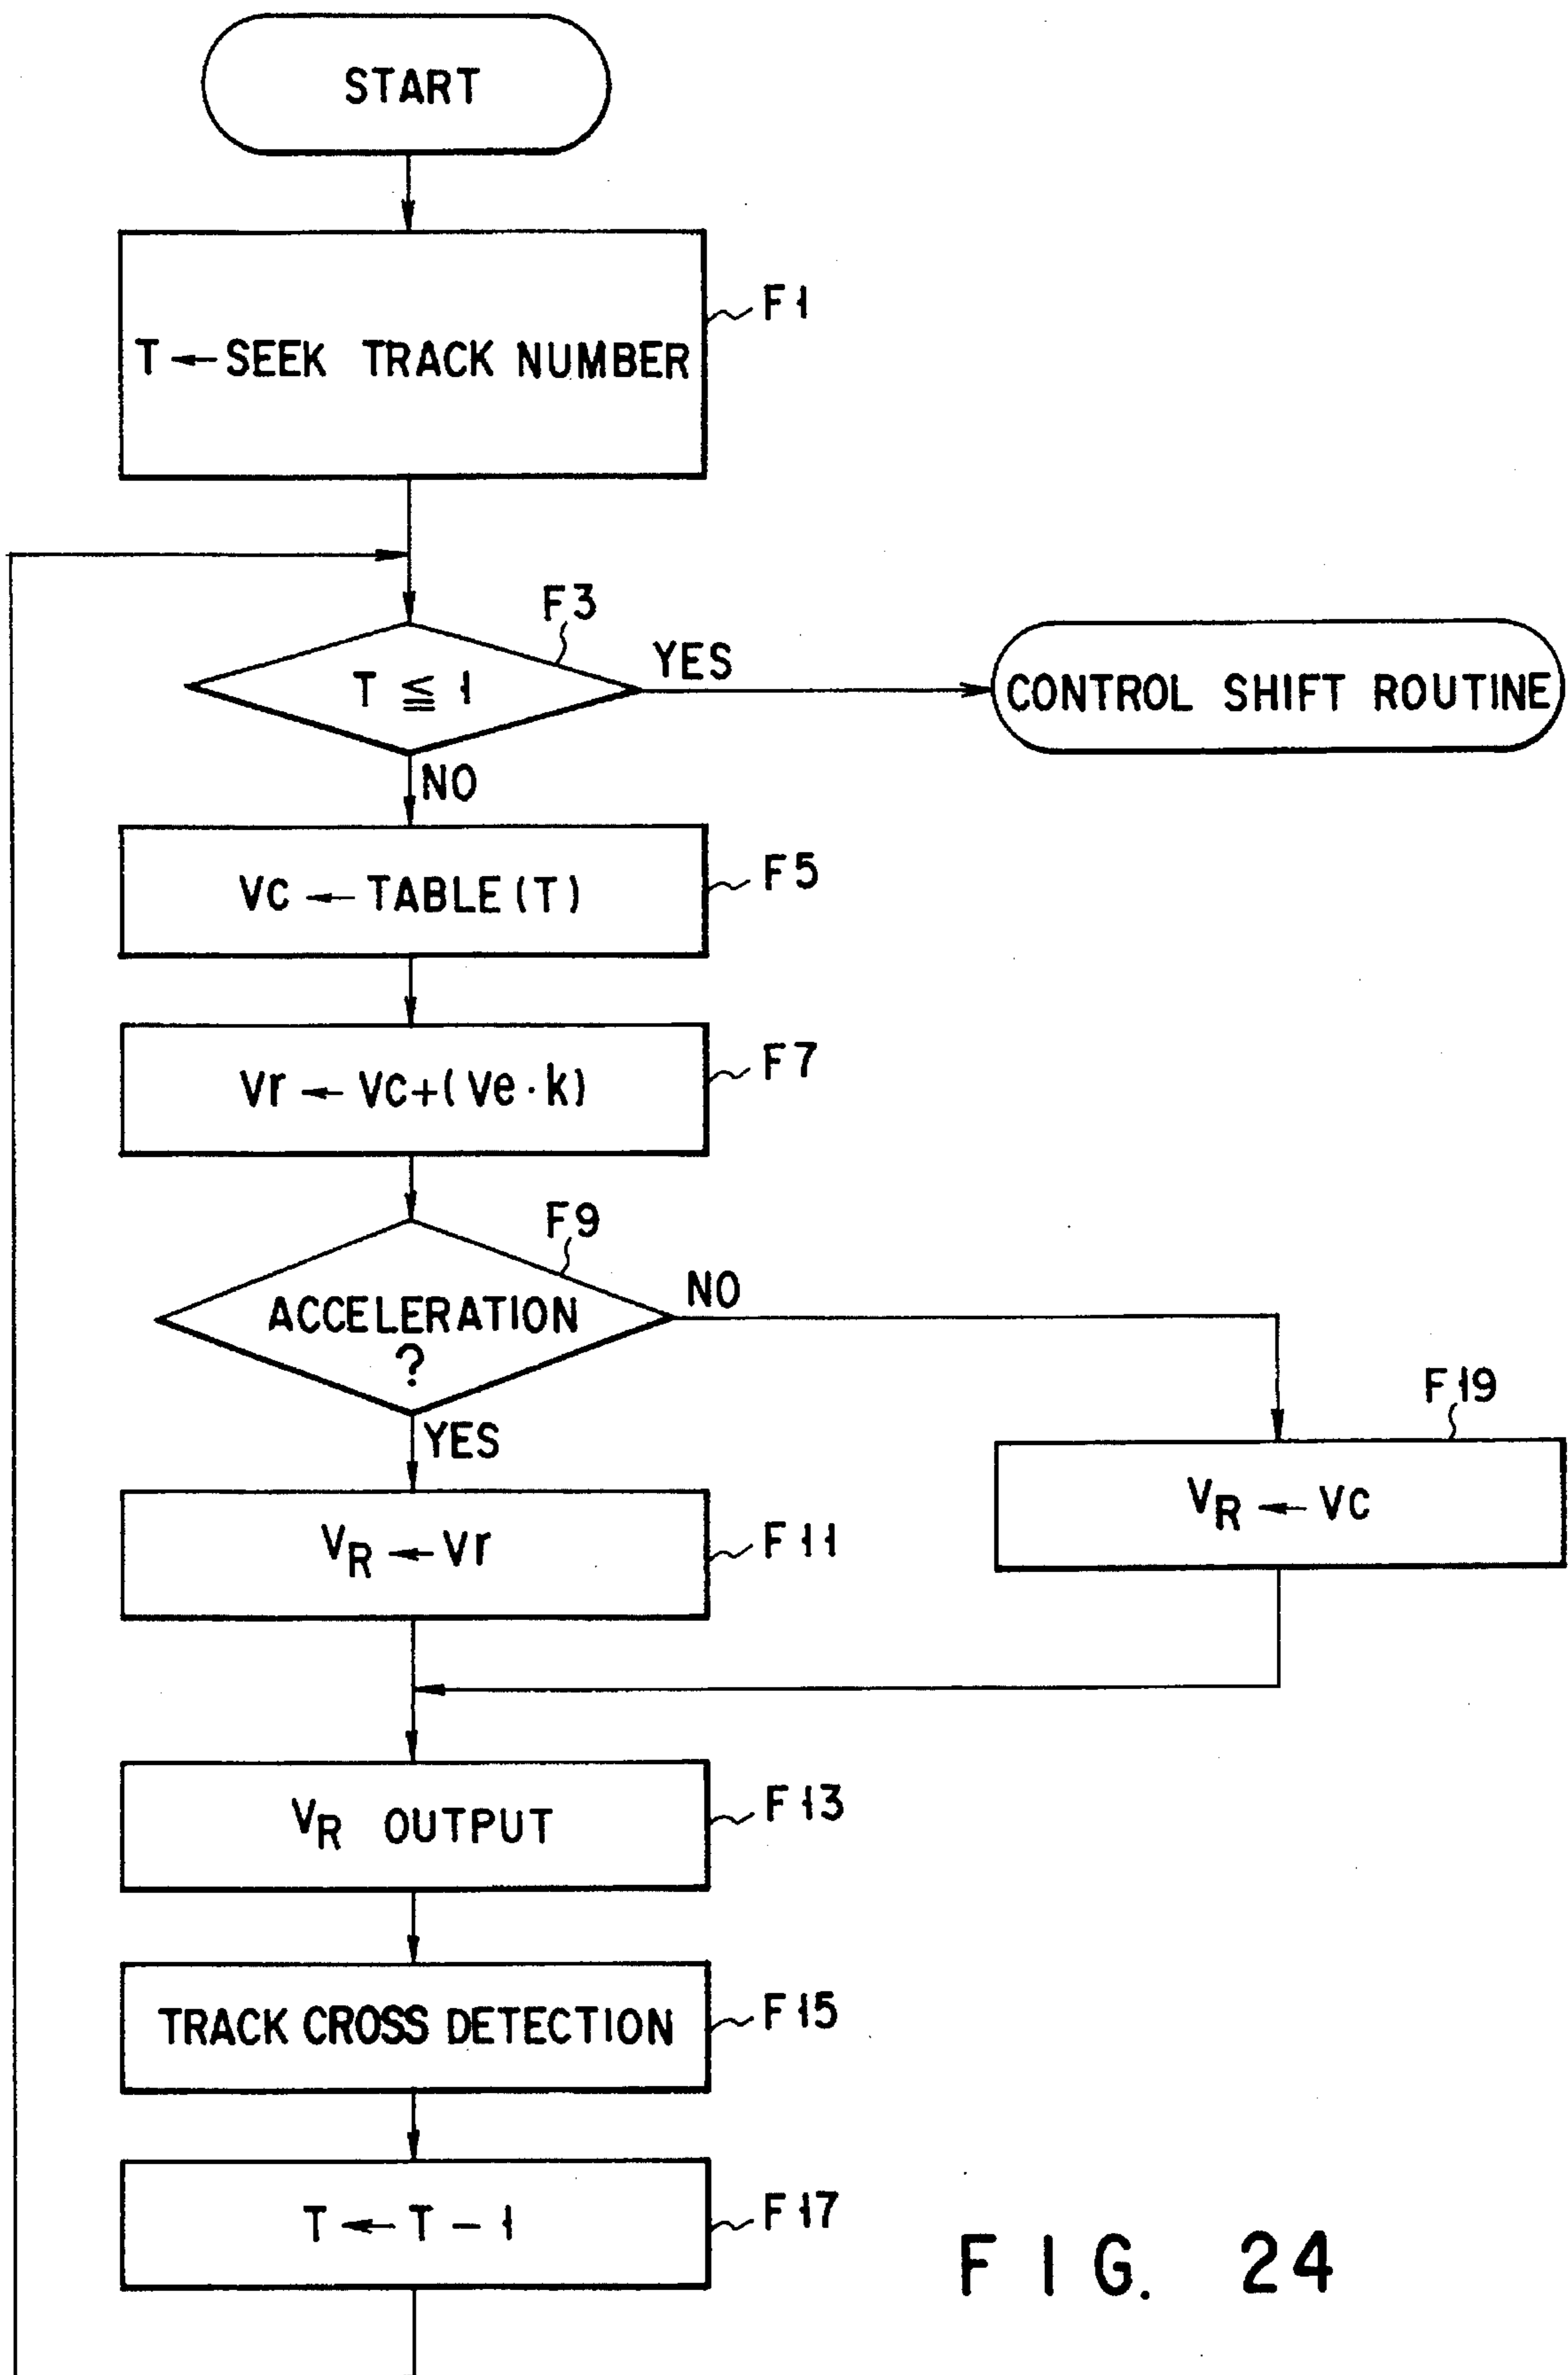 START
F1
T ← SEEK TRACK NUMBER
F3
T ≦ 1
YES
CONTROL SHIFT ROUTINE
NO
VC ← TABLE (T)
F5
Vr ← VC+(Ve・k)
F7
F9
ACCELERATION
?
NO
YES
F19
VR ← VC
VR ← Vr
F11
VR OUTPUT
F13
TRACK CROSS DETECTION
F15
T ← T - 1
F17
FIG. 24